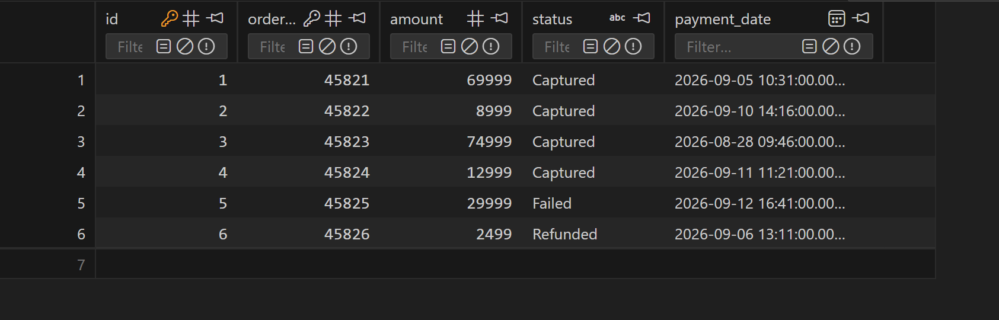 id order... amount abc status payment_date
Filte Filte Filte Filte Filter...
1 1 45821 69999 Captured 2026-09-05 10:31:00.00...
2 2 45822 8999 Captured 2026-09-10 14:16:00.00...
3 3 45823 74999 Captured 2026-08-28 09:46:00.00...
4 4 45824 12999 Captured 2026-09-11 11:21:00.00...
5 5 45825 29999 Failed 2026-09-12 16:41:00.00...
6 6 45826 2499 Refunded 2026-09-06 13:11:00.00...
7